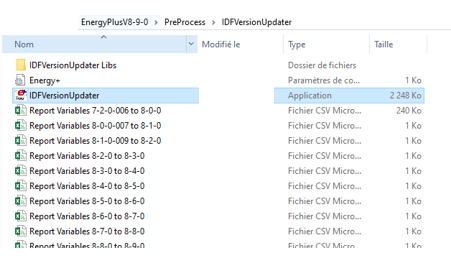 EnergyPlusV8-9-0 > PreProcess > IDFVersionUpdater
Nom Modifié le Type Taille
IDFVersionUpdater Libs Dossier de fichiers
Energy+ Paramètres de co... 1 Ko
IDFVersionUpdater Application 2 248 Ko
Report Variables 7-2-0-006 to 8-0-0 Fichier CSV Micro... 240 Ko
Report Variables 8-0-0-007 to 8-1-0 Fichier CSV Micro... 1 Ko
Report Variables 8-1-0-009 to 8-2-0 Fichier CSV Micro... 1 Ko
Report Variables 8-2-0 to 8-3-0 Fichier CSV Micro... 1 Ko
Report Variables 8-3-0 to 8-4-0 Fichier CSV Micro... 1 Ko
Report Variables 8-4-0 to 8-5-0 Fichier CSV Micro... 1 Ko
Report Variables 8-5-0 to 8-6-0 Fichier CSV Micro... 1 Ko
Report Variables 8-6-0 to 8-7-0 Fichier CSV Micro... 1 Ko
Report Variables 8-7-0 to 8-8-0 Fichier CSV Micro... 1 Ko
Report Variables 8-8-0 to 8-9-0 Fichier CSV Micro... 1 Ko